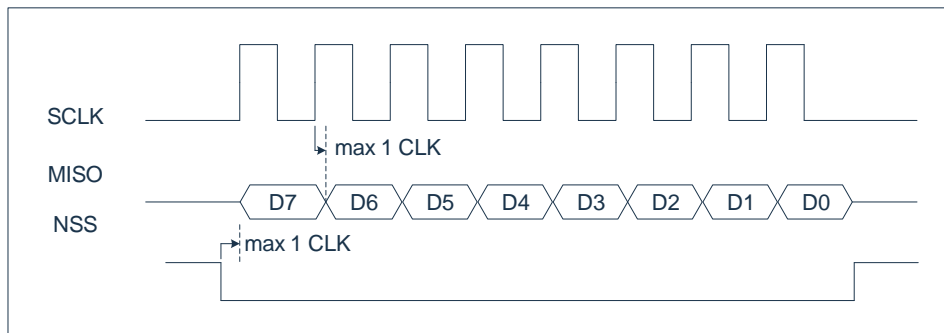 SCLK
max 1 CLK
MISO
D7 D6 D5 D4 D3 D2 D1 D0
NSS
max 1 CLK